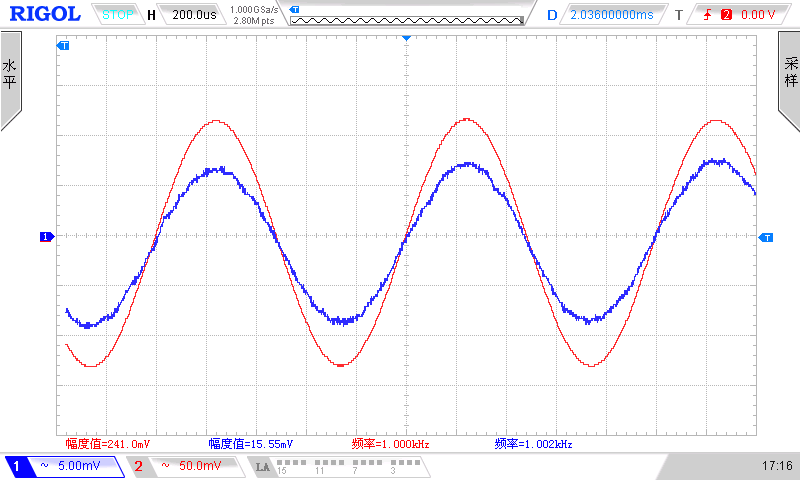 RIGOL STOP H 200.0us 1.000GSa/s D 2.03600000ms T 2 0.00 V
2.80M pts
T
T
水平
采样
1
T
幅度值=241.0mV 幅度值=15.55mV 频率=1.000kHz 频率=1.002kHz
1 ~ 5.00mV 2 ~ 50.0mV LA 15 11 7 3 17:16